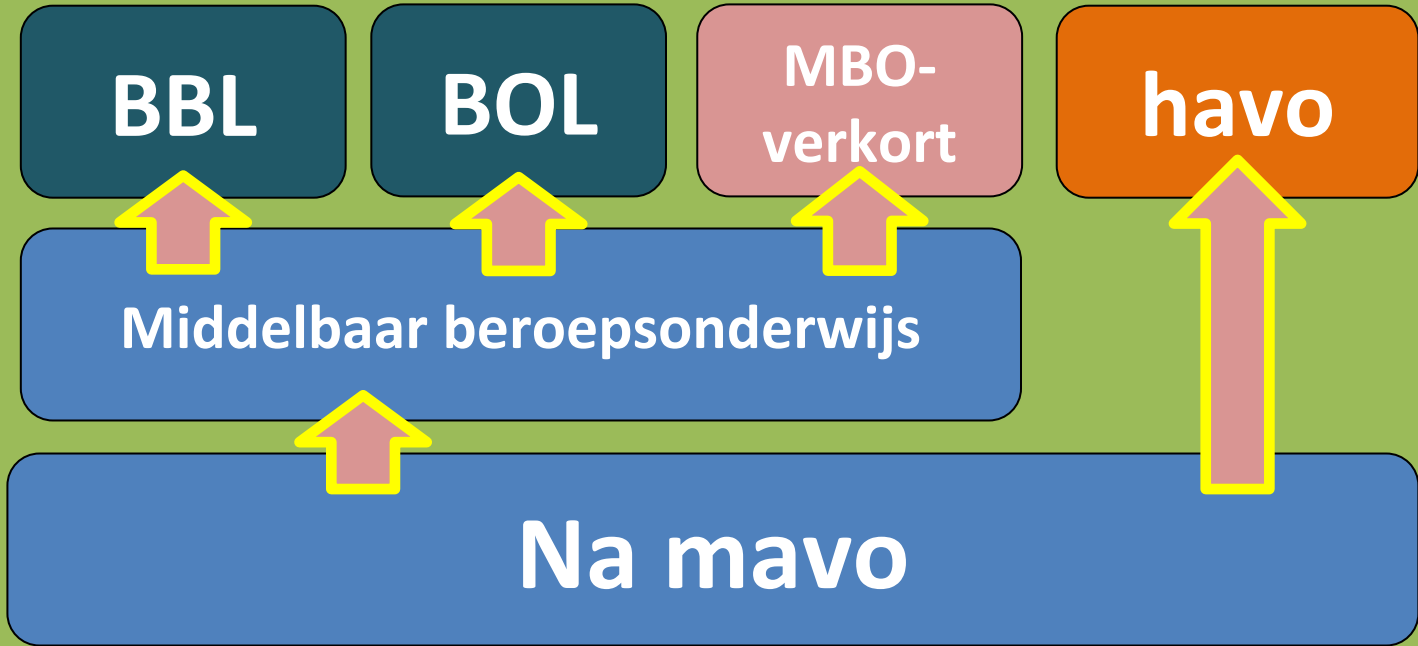 BBL
BOL
MBO-
verkort
havo
Middelbaar beroepsonderwijs
Na mavo